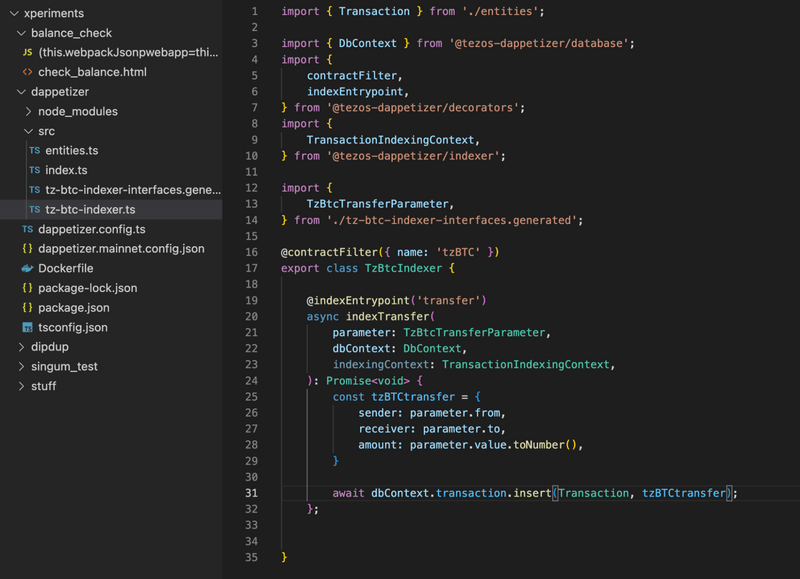 xperiments
balance_check
JS (this.webpackJsonpwebapp=thi...
<> check_balance.html
dappetizer
node_modules
src
TS entities.ts
TS index.ts
TS tz-btc-indexer-interfaces.gene...
TS tz-btc-indexer.ts
TS dappetizer.config.ts
{} dappetizer.mainnet.config.json
Dockerfile
{} package-lock.json
{} package.json
TS tsconfig.json
dipdup
singum_test
stuff
1 import { Transaction } from './entities';
2
3 import { DbContext } from '@tezos-dappetizer/database';
4 import {
5     contractFilter,
6     indexEntrypoint,
7 } from '@tezos-dappetizer/decorators';
8 import {
9     TransactionIndexingContext,
10 } from '@tezos-dappetizer/indexer';
11
12 import {
13     TzBtcTransferParameter,
14 } from './tz-btc-indexer-interfaces.generated';
15
16 @contractFilter({ name: 'tzBTC' })
17 export class TzBtcIndexer {
18
19     @indexEntrypoint('transfer')
20     async indexTransfer(
21         parameter: TzBtcTransferParameter,
22         dbContext: DbContext,
23         indexingContext: TransactionIndexingContext,
24     ): Promise<void> {
25         const tzBTCtransfer = {
26             sender: parameter.from,
27             receiver: parameter.to,
28             amount: parameter.value.toNumber(),
29         }
30
31         await dbContext.transaction.insert(Transaction, tzBTCtransfer);
32     };
33
34
35 }